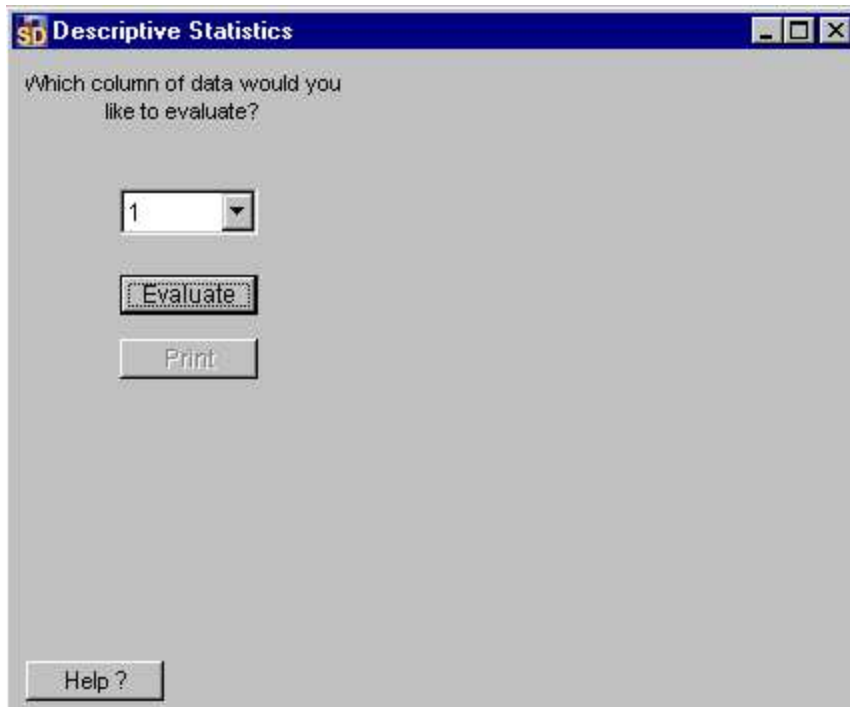 SD Descriptive Statistics
Which column of data would you
like to evaluate?
1
Evaluate
Print
Help ?